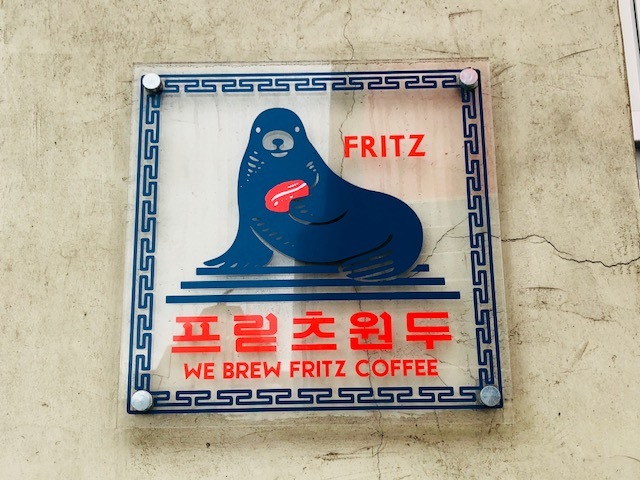 FRITZ
프릳츠원두
WE BREW FRITZ COFFEE